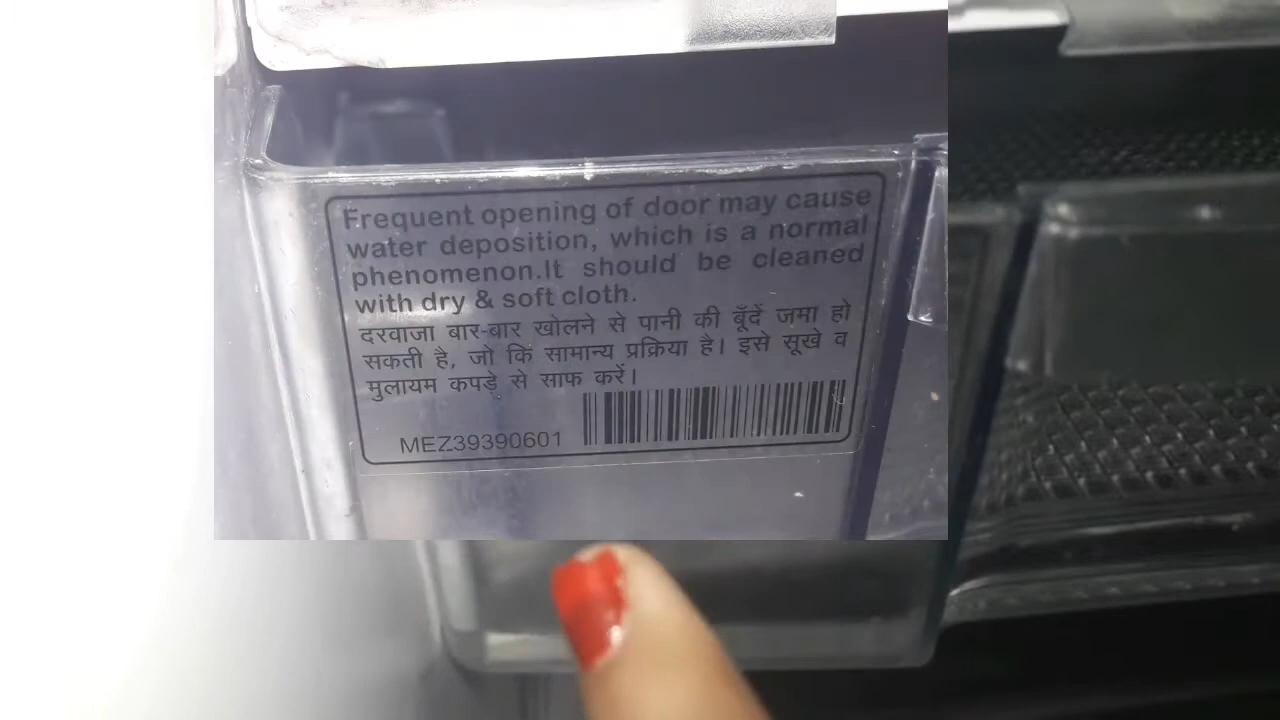 Frequent opening of door may cause
water deposition, which is a normal
phenomenon.It should be cleaned
with dry & soft cloth.
दरवाजा बार-बार खोलने से पानी की बूँदें जमा हो
सकती है, जो कि सामान्य प्रक्रिया है। इसे सूखे व
मुलायम कपड़े से साफ करें।
MEZ39390601